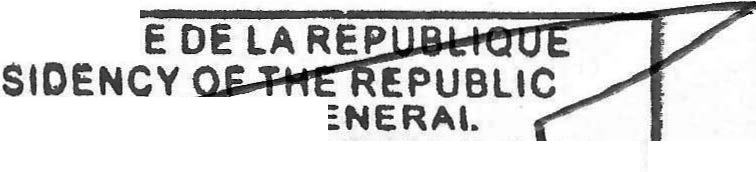 E DE LA REPUBLIQUE
SIDENCY OF THE REPUBLIC
ENERAL